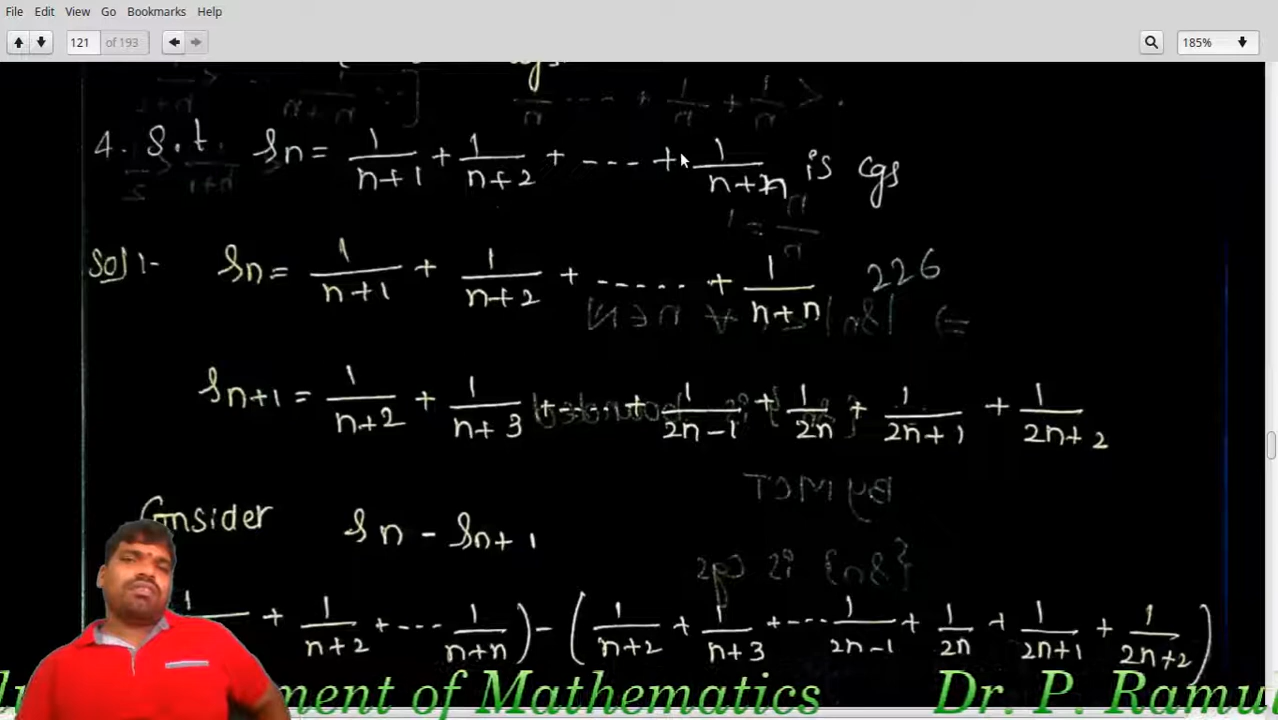 File Edit View Go Bookmarks Help
121 of 193 185%
4. S.t. Sn = 1/(n+1) + 1/(n+2) + ---- + 1/(n+n) is cgs
Sol :- Sn = 1/(n+1) + 1/(n+2) + ..... + 1/(n+n) 226
Sn+1 = 1/(n+2) + 1/(n+3) + --- + 1/(2n-1) + 1/2n + 1/(2n+1) + 1/(2n+2)
Consider Sn - Sn+1
+ 1/(n+2) + ---- 1/(n+n)) - (1/(n+2) + 1/(n+3) + ---- 1/(2n-1) + 1/2n + 1/(2n+1) + 1/(2n+2))
ment of Mathematics Dr. P. Ramul